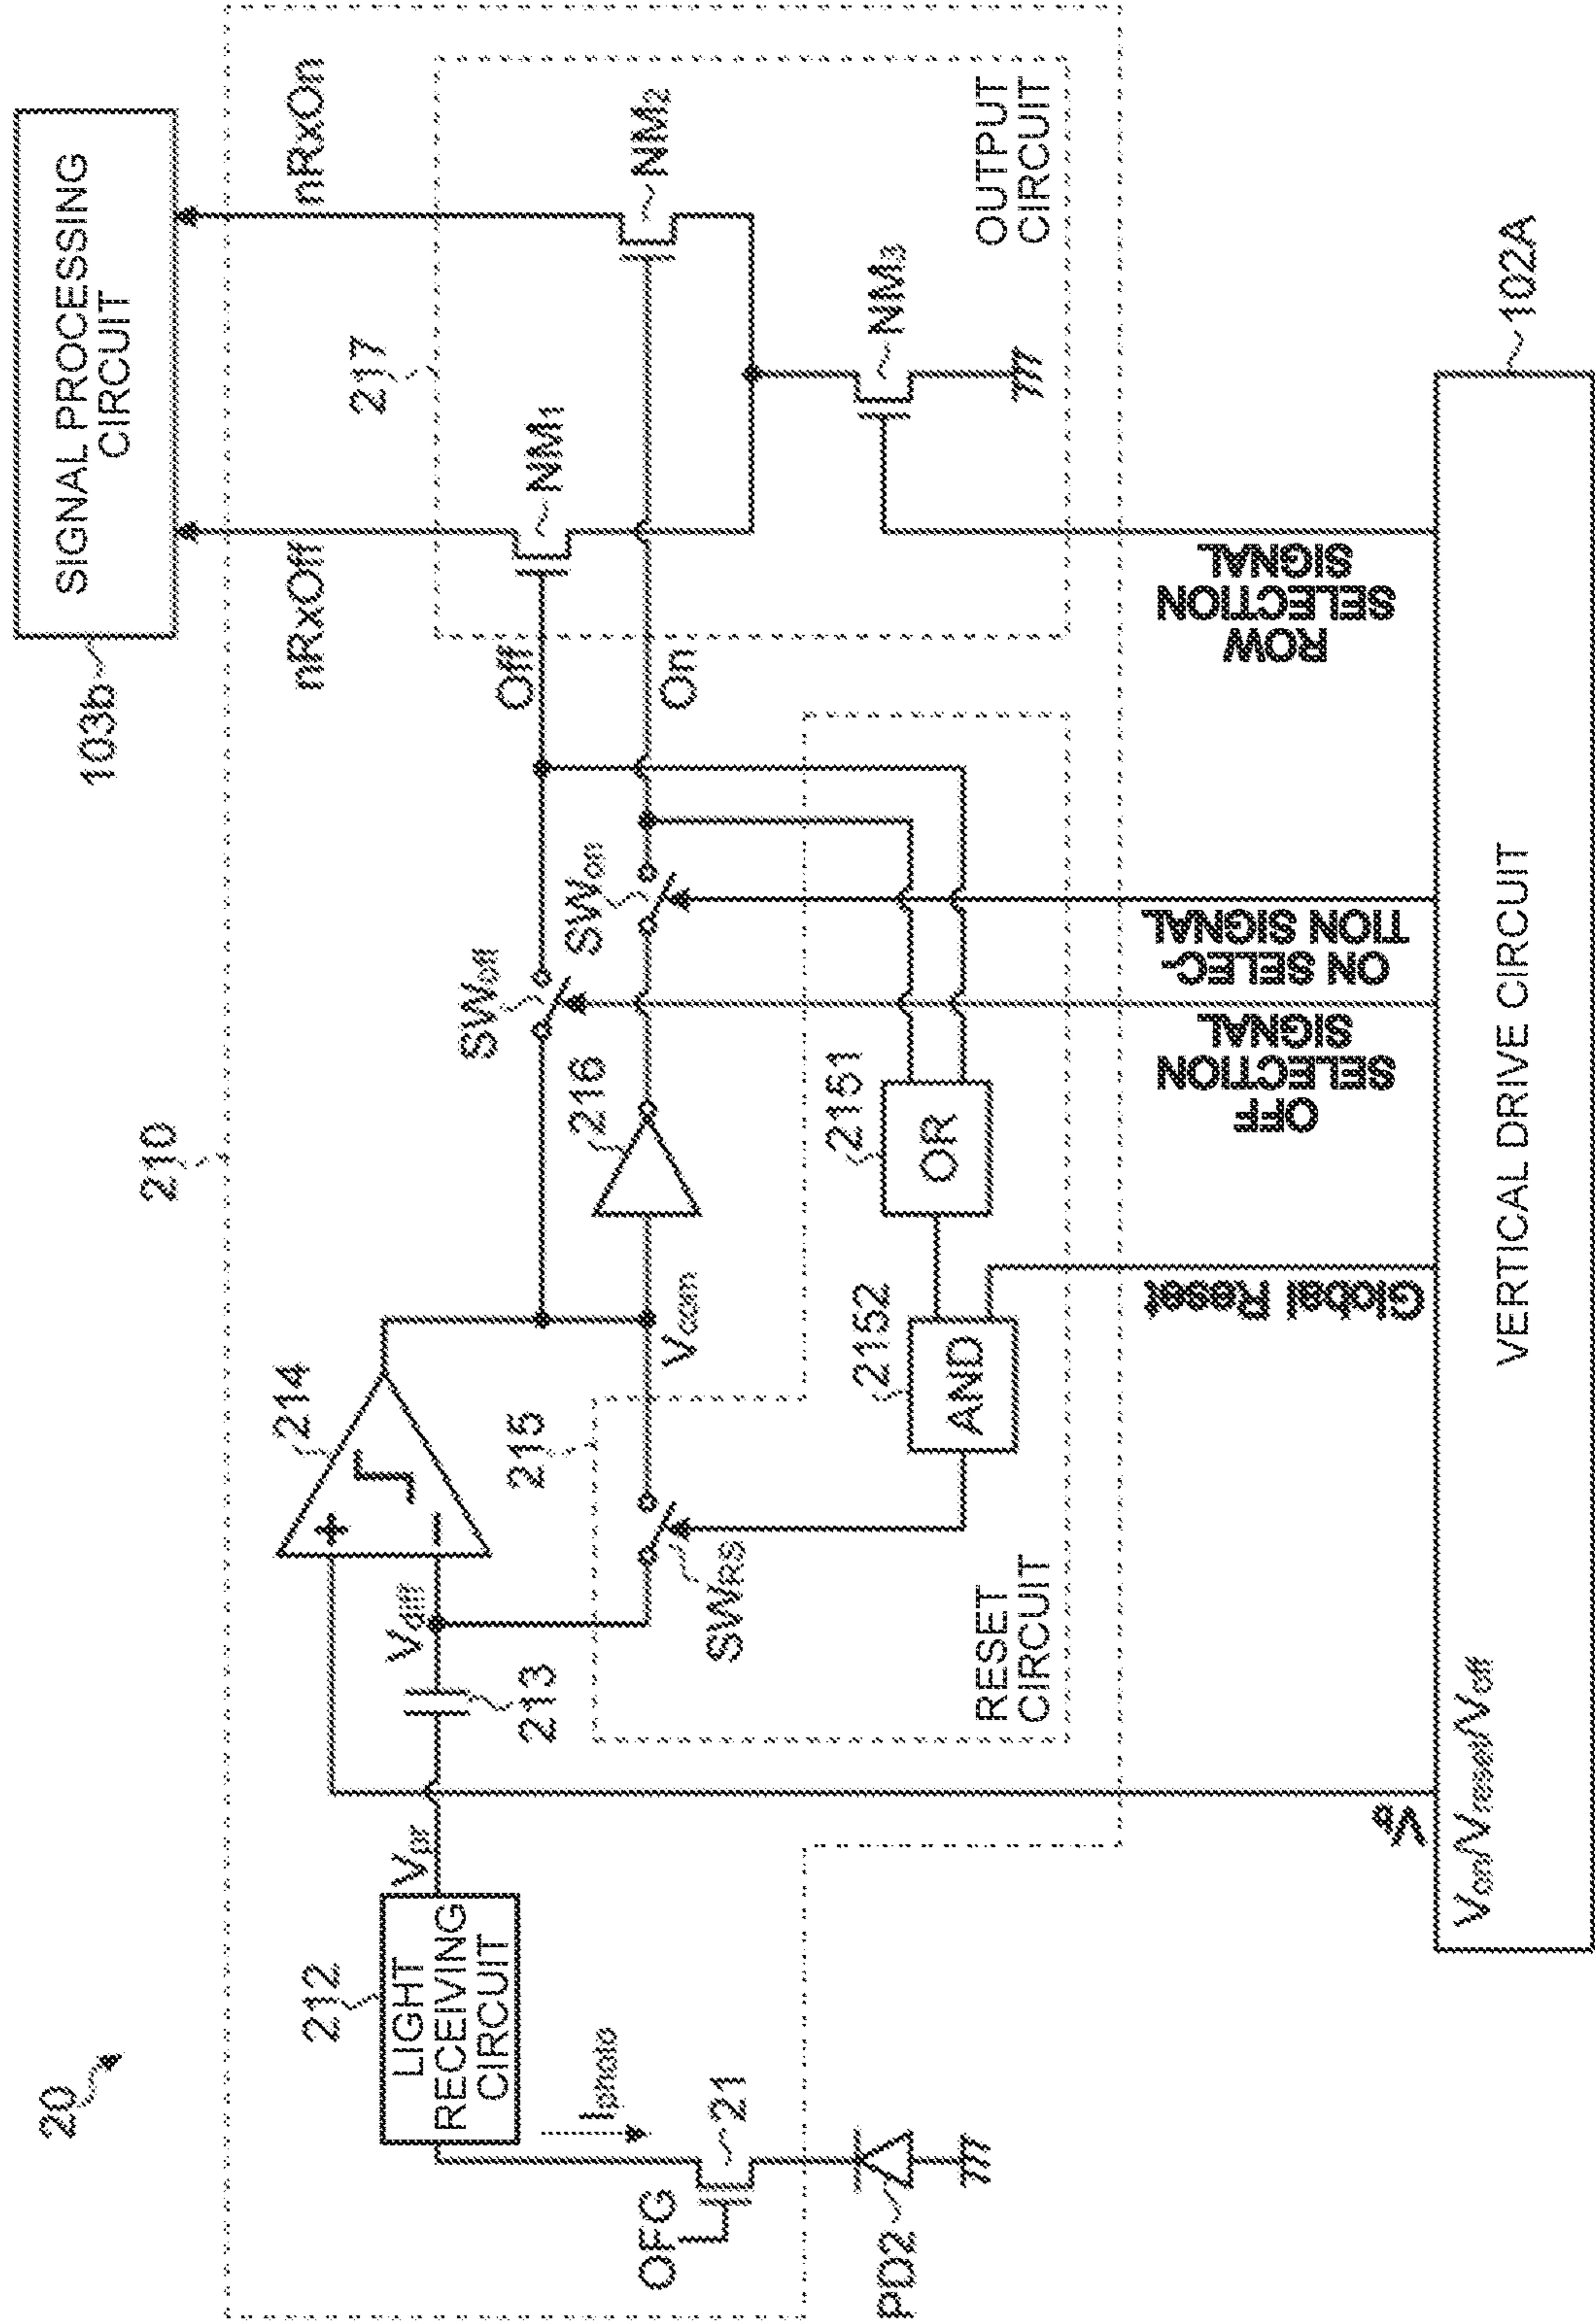 20
SIGNAL PROCESSING
CIRCUIT
103b
nRxOff
nRxOn
210
217
212
LIGHT
RECEIVING
CIRCUIT
Vpr
Iphoto
OFG
21
PD2
213
Vdiff
214
+
−
215
SWRS
Vcom
216
SWoff
SWon
Off
On
NM1
NM2
NM3
OUTPUT
CIRCUIT
RESET
CIRCUIT
2152
AND
2151
OR
Vb
Global Reset
OFF
SELECTION
SIGNAL
ON SELEC-
TION SIGNAL
ROW
SELECTION
SIGNAL
Von/Vreset/Voff
VERTICAL DRIVE CIRCUIT
102A